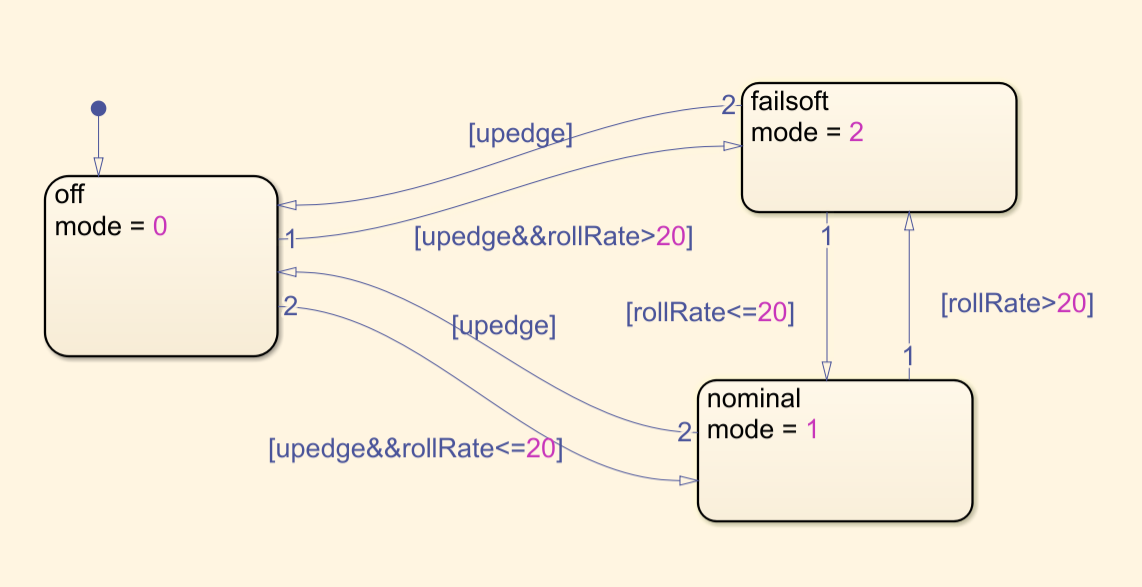 2
failsoft
mode = 2
[upedge]
off
mode = 0
1
[upedge&&rollRate>20]
1
2
[rollRate<=20]
[rollRate>20]
[upedge]
1
nominal
2
mode = 1
[upedge&&rollRate<=20]